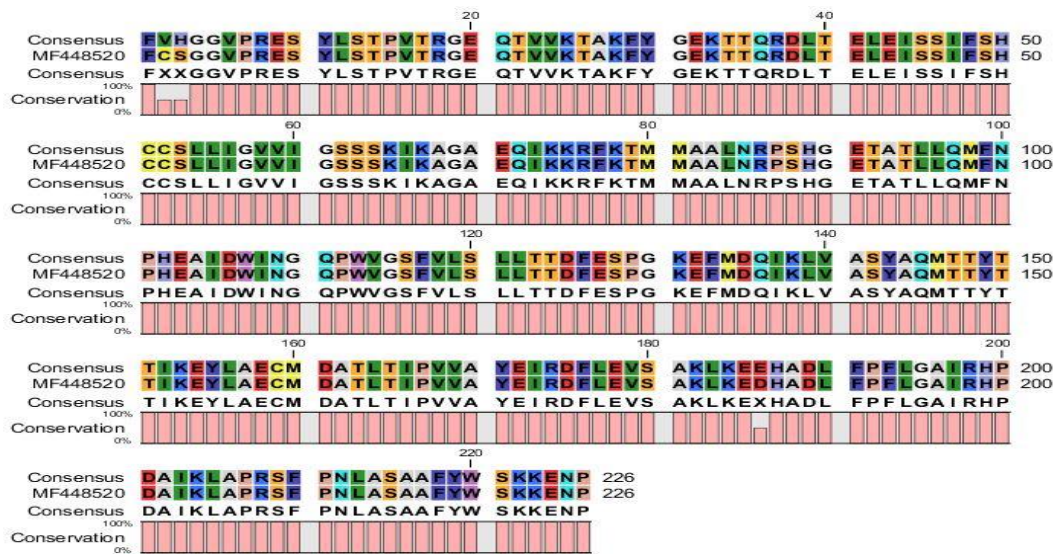 20 40
Consensus FVHGGVPRES YLSTPVTRGE QTVVKTAKFY GEKTTQRDLT ELEISSIFSH 50
MF448520 FCSGGVPRES YLSTPVTRGE QTVVKTAKFY GEKTTQRDLT ELEISSIFSH 50
Consensus FXXGGVPRES YLSTPVTRGE QTVVKTAKFY GEKTTQRDLT ELEISSIFSH
100%
Conservation
0%
60 80 100
Consensus CCSLLIGVVI GSSSKIKAGA EQIKKRFKTM MAALNRPSHG ETATLLQMFN 100
MF448520 CCSLLIGVVI GSSSKIKAGA EQIKKRFKTM MAALNRPSHG ETATLLQMFN 100
Consensus CCSLLIGVVI GSSSKIKAGA EQIKKRFKTM MAALNRPSHG ETATLLQMFN
100%
Conservation
0%
120 140
Consensus PHEAIDWING QPWVGSFVLS LLTTDFESPG KEFMDQIKLV ASYAQMTTYT 150
MF448520 PHEAIDWING QPWVGSFVLS LLTTDFESPG KEFMDQIKLV ASYAQMTTYT 150
Consensus PHEAIDWING QPWVGSFVLS LLTTDFESPG KEFMDQIKLV ASYAQMTTYT
100%
Conservation
0%
160 180 200
Consensus TIKEYLAECM DATLTIPVVA YEIRDFLEVS AKLKEEHADL FPFLGAIRHP 200
MF448520 TIKEYLAECM DATLTIPVVA YEIRDFLEVS AKLKEDHADL FPFLGAIRHP 200
Consensus TIKEYLAECM DATLTIPVVA YEIRDFLEVS AKLKEXHADL FPFLGAIRHP
100%
Conservation
0%
220
Consensus DAIKLAPRSF PNLASAAFYW SKKENP 226
MF448520 DAIKLAPRSF PNLASAAFYW SKKENP 226
Consensus DAIKLAPRSF PNLASAAFYW SKKENP
100%
Conservation
0%